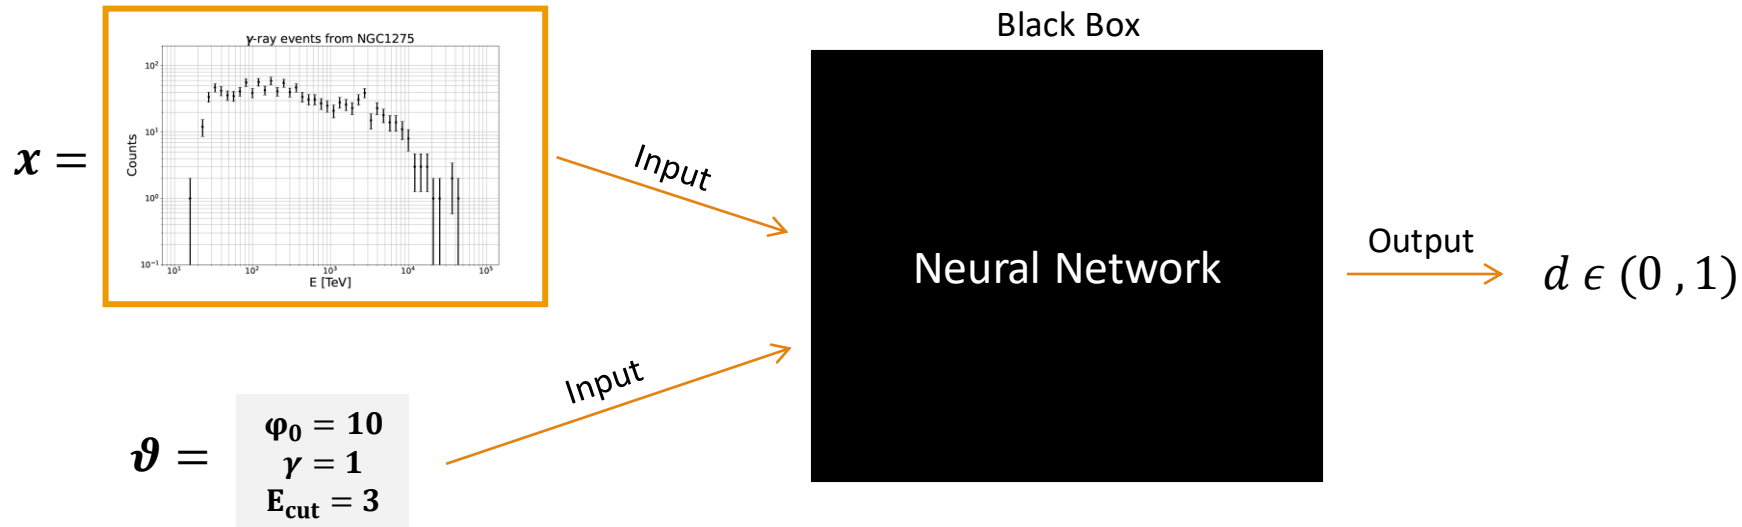 Black Box
γ-ray events from NGC1275
10²
10¹
10⁰
10⁻¹
Counts
10¹ 10² 10³ 10⁴ 10⁵
E [TeV]
x =
Input
Neural Network
Output
d ϵ (0 , 1)
Input
ϑ =
φ₀ = 10
γ = 1
E_cut = 3